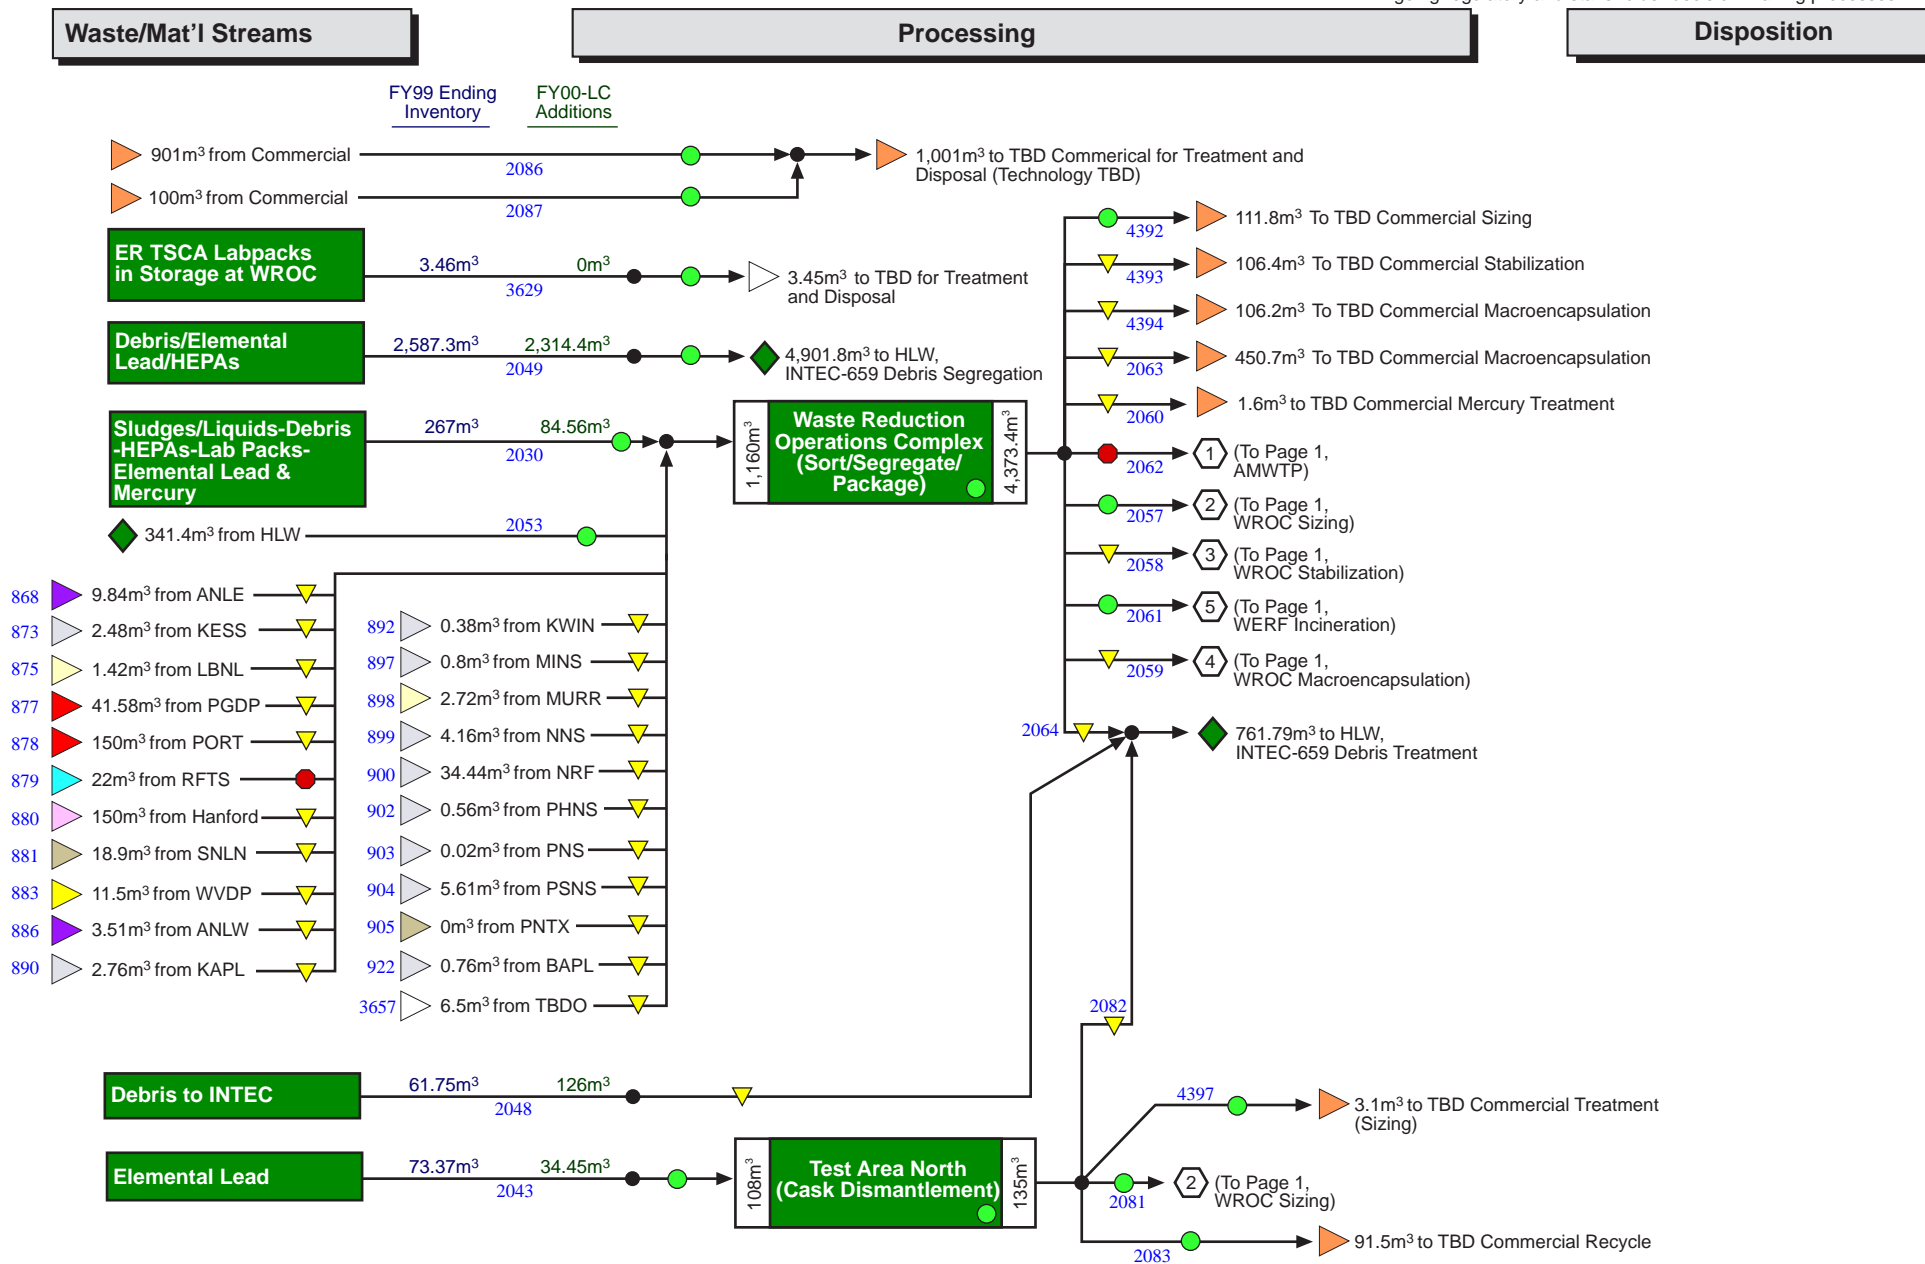 Waste/Mat'l Streams
Processing
Disposition
FY99 Ending
Inventory
FY00-LC
Additions
901m³ from Commercial
2086
1,001m³ to TBD Commerical for Treatment and
Disposal (Technology TBD)
100m³ from Commercial
2087
ER TSCA Labpacks
in Storage at WROC
3.46m³
0m³
3629
3.45m³ to TBD for Treatment
and Disposal
Debris/Elemental
Lead/HEPAs
2,587.3m³
2,314.4m³
2049
4,901.8m³ to HLW,
INTEC-659 Debris Segregation
Sludges/Liquids-Debris
-HEPAs-Lab Packs-
Elemental Lead &
Mercury
267m³
84.56m³
2030
1,160m³
Waste Reduction
Operations Complex
(Sort/Segregate/
Package)
4,373.4m³
341.4m³ from HLW
2053
4392
111.8m³ To TBD Commercial Sizing
4393
106.4m³ To TBD Commercial Stabilization
4394
106.2m³ To TBD Commercial Macroencapsulation
2063
450.7m³ To TBD Commercial Macroencapsulation
2060
1.6m³ to TBD Commercial Mercury Treatment
2062
1
(To Page 1,
AMWTP)
2057
2
(To Page 1,
WROC Sizing)
2058
3
(To Page 1,
WROC Stabilization)
2061
5
(To Page 1,
WERF Incineration)
2059
4
(To Page 1,
WROC Macroencapsulation)
2064
761.79m³ to HLW,
INTEC-659 Debris Treatment
868
9.84m³ from ANLE
873
2.48m³ from KESS
875
1.42m³ from LBNL
877
41.58m³ from PGDP
878
150m³ from PORT
879
22m³ from RFTS
880
150m³ from Hanford
881
18.9m³ from SNLN
883
11.5m³ from WVDP
886
3.51m³ from ANLW
890
2.76m³ from KAPL
892
0.38m³ from KWIN
897
0.8m³ from MINS
898
2.72m³ from MURR
899
4.16m³ from NNS
900
34.44m³ from NRF
902
0.56m³ from PHNS
903
0.02m³ from PNS
904
5.61m³ from PSNS
905
0m³ from PNTX
922
0.76m³ from BAPL
3657
6.5m³ from TBDO
2082
Debris to INTEC
61.75m³
126m³
2048
Elemental Lead
73.37m³
34.45m³
2043
108m³
Test Area North
(Cask Dismantlement)
135m³
4397
3.1m³ to TBD Commercial Treatment
(Sizing)
2081
2
(To Page 1,
WROC Sizing)
2083
91.5m³ to TBD Commercial Recycle